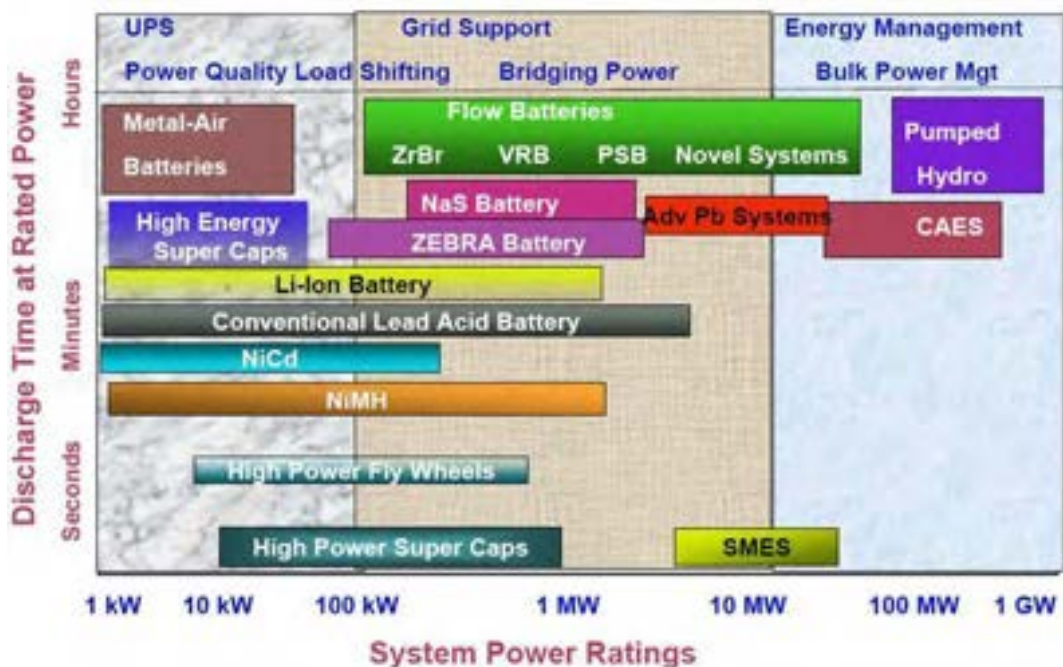 UPS
Grid Support
Energy Management
Power Quality Load Shifting
Bridging Power
Bulk Power Mgt
Discharge Time at Rated Power
Hours
Minutes
Seconds
Metal-Air
Batteries
Flow Batteries
ZrBr VRB PSB Novel Systems
Pumped
Hydro
High Energy
Super Caps
NaS Battery
ZEBRA Battery
Adv Pb Systems
CAES
Li-Ion Battery
Conventional Lead Acid Battery
NiCd
NiMH
High Power Fly Wheels
High Power Super Caps
SMES
1 kW 10 kW 100 kW 1 MW 10 MW 100 MW 1 GW
System Power Ratings